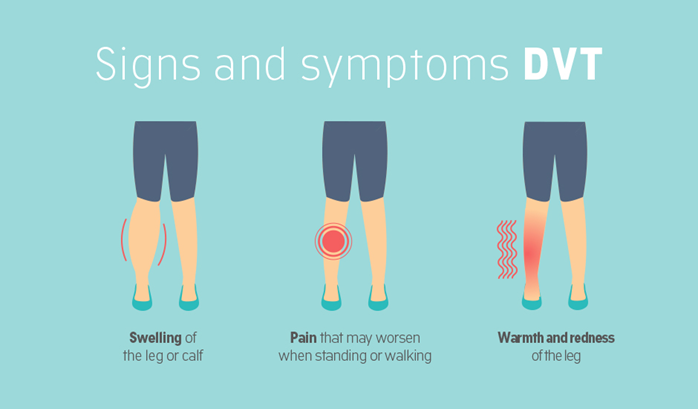 Signs and symptoms DVT
Swelling of
the leg or calf
Pain that may worsen
when standing or walking
Warmth and redness
of the leg